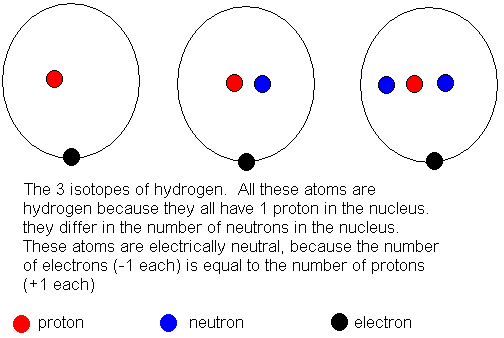 The 3 isotopes of hydrogen.  All these atoms are
hydrogen because they all have 1 proton in the nucleus.
they differ in the number of neutrons in the nucleus.
These atoms are electrically neutral, because the number
of electrons (-1 each) is equal to the number of protons
(+1 each)
proton neutron electron